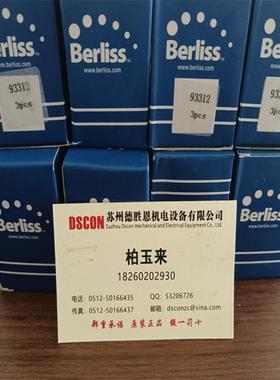 Berliss
www.berliss.com
93312
3pcs
Berliss
www.berliss.com
93312
3pcs
DSCON
苏州德胜恩机电设备有限公司
Suzhou Dscon mechanical and Electrical Equipment Co., Ltd.
柏玉来
18260202930
电话：0512-50166435
QQ：53206726
传真：0512-50166437
邮箱：dsconzc@sina.com
郑重承诺 原装正品 假一罚十